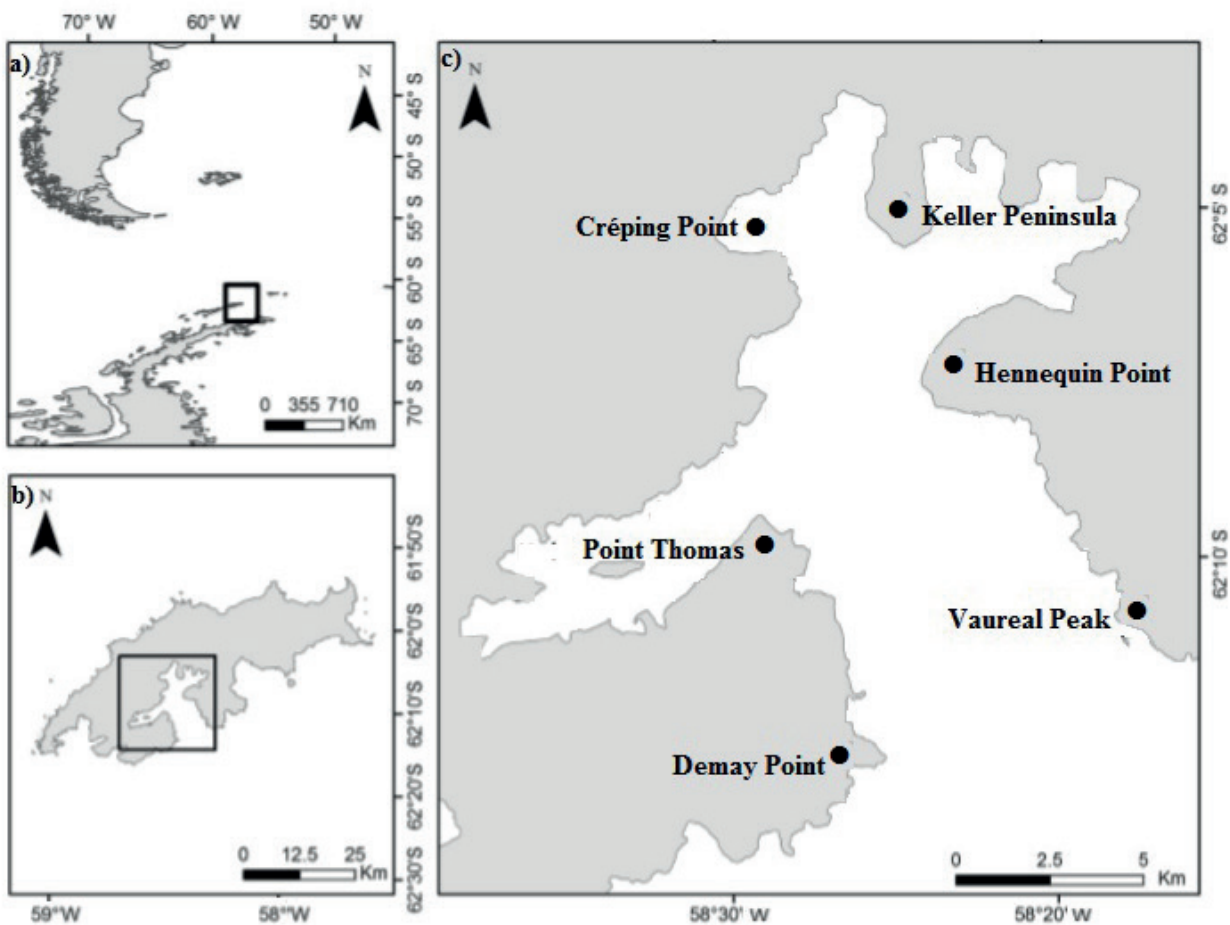 70° W 60° W 50° W
a)
N
45°S
50°S
55°S
60°S
65°S
70°S
0 355 710
Km
b)
N
61°50'S
62°0'S
62°10'S
62°20'S
62°30'S
0 12.5 25
Km
59°W 58°W
c)
N
Créping Point
Keller Peninsula
62°5'S
Hennequin Point
Point Thomas
62°10'S
Vaureal Peak
Demay Point
0 2.5 5
Km
58°30' W 58°20' W